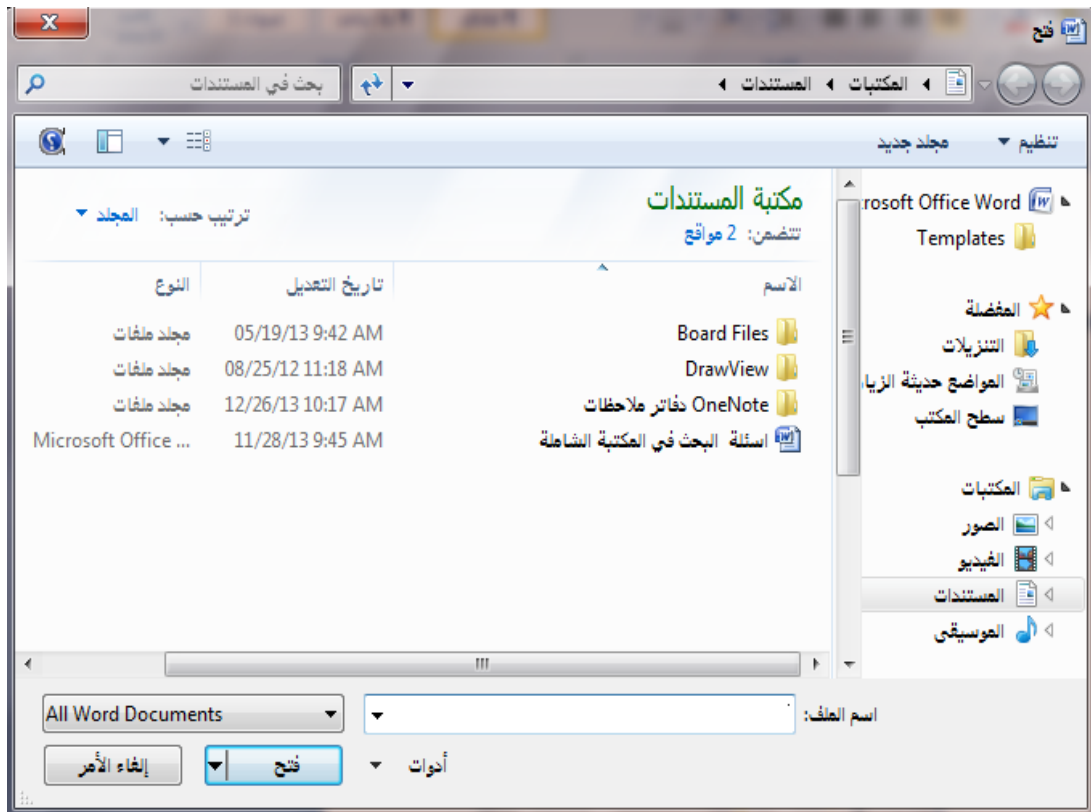 فتح
المكتبات المستندات
بحث في المستندات
تنظيم مجلد جديد
rosoft Office Word
Templates
المفضلة
التنزيلات
المواضع حديثة الزيا
سطح المكتب
المكتبات
الصور
الفيديو
المستندات
الموسيقى
مكتبة المستندات
تتضمن: 2 مواقع
ترتيب حسب: المجلد
الاسم تاريخ التعديل النوع
Board Files 05/19/13 9:42 AM مجلد ملفات
DrawView 08/25/12 11:18 AM مجلد ملفات
OneNote دفاتر ملاحظات 12/26/13 10:17 AM مجلد ملفات
اسئلة البحث في المكتبة الشاملة 11/28/13 9:45 AM Microsoft Office ...
اسم الملف:
All Word Documents
أدوات فتح إلغاء الأمر